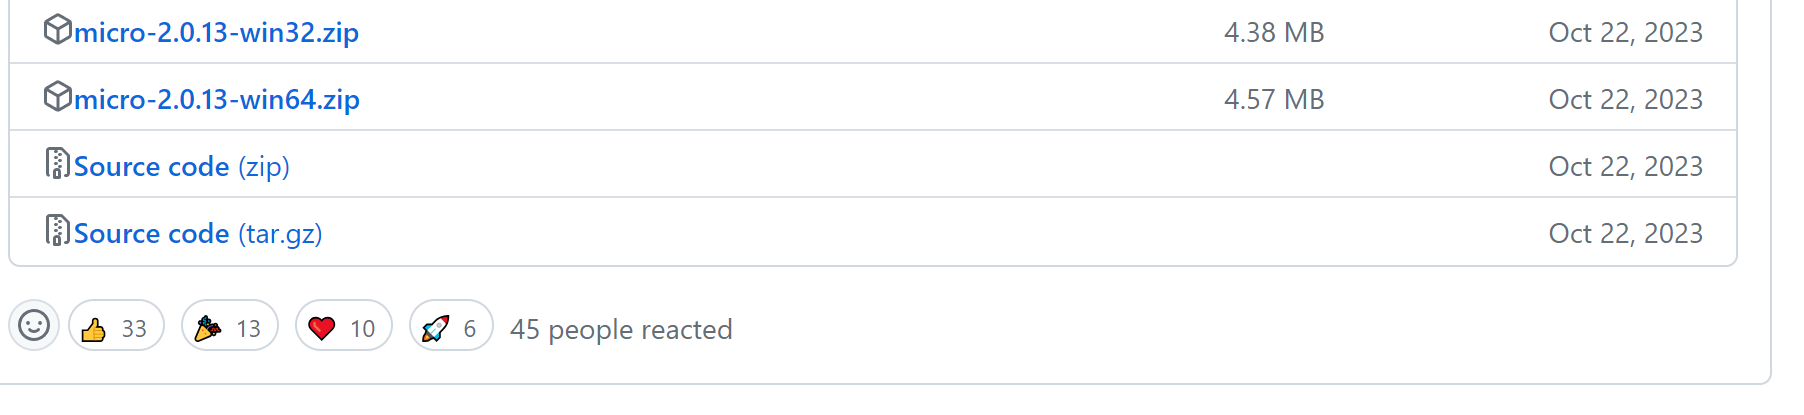 micro-2.0.13-win32.zip 4.38 MB Oct 22, 2023
micro-2.0.13-win64.zip 4.57 MB Oct 22, 2023
Source code (zip) Oct 22, 2023
Source code (tar.gz) Oct 22, 2023
33 13 10 6 45 people reacted